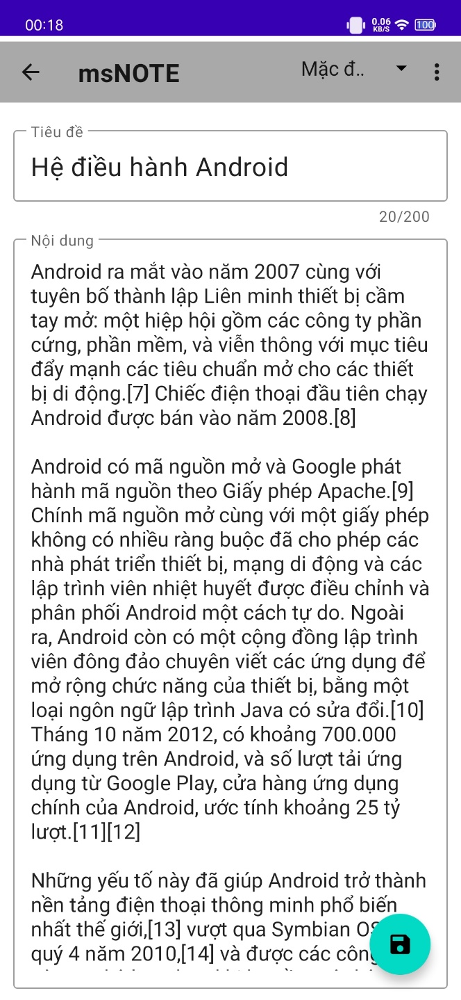 00:18
0.06
KB/S
100
msNOTE
Mặc đ..
Tiêu đề
Hệ điều hành Android
20/200
Nội dung
Android ra mắt vào năm 2007 cùng với
tuyên bố thành lập Liên minh thiết bị cầm
tay mở: một hiệp hội gồm các công ty phần
cứng, phần mềm, và viễn thông với mục tiêu
đẩy mạnh các tiêu chuẩn mở cho các thiết
bị di động.[7] Chiếc điện thoại đầu tiên chạy
Android được bán vào năm 2008.[8]
Android có mã nguồn mở và Google phát
hành mã nguồn theo Giấy phép Apache.[9]
Chính mã nguồn mở cùng với một giấy phép
không có nhiều ràng buộc đã cho phép các
nhà phát triển thiết bị, mạng di động và các
lập trình viên nhiệt huyết được điều chỉnh và
phân phối Android một cách tự do. Ngoài
ra, Android còn có một cộng đồng lập trình
viên đông đảo chuyên viết các ứng dụng để
mở rộng chức năng của thiết bị, bằng một
loại ngôn ngữ lập trình Java có sửa đổi.[10]
Tháng 10 năm 2012, có khoảng 700.000
ứng dụng trên Android, và số lượt tải ứng
dụng từ Google Play, cửa hàng ứng dụng
chính của Android, ước tính khoảng 25 tỷ
lượt.[11][12]
Những yếu tố này đã giúp Android trở thành
nền tảng điện thoại thông minh phổ biến
nhất thế giới,[13] vượt qua Symbian OS
quý 4 năm 2010,[14] và được các công